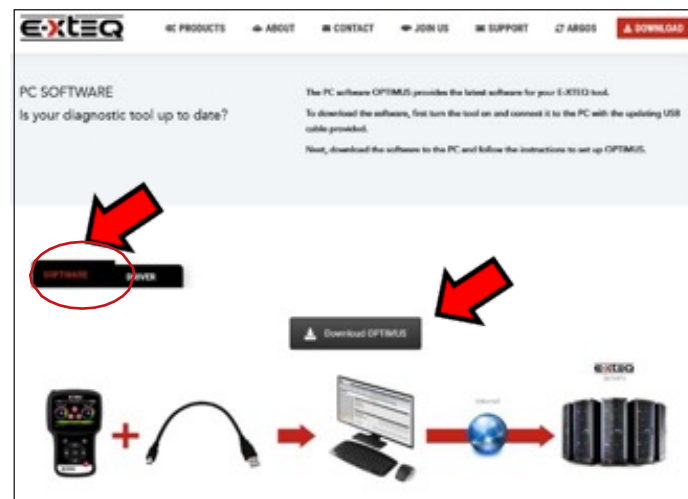 E-XTEQ
PRODUCTS ABOUT CONTACT JOIN US SUPPORT ARGOS DOWNLOAD
PC SOFTWARE
Is your diagnostic tool up to date?
The PC software OPTIMUS provides the latest software for your E-XTEQ tool.
To download the software, first turn the tool on and connect it to the PC with the updating USB
cable provided.
Next, download the software to the PC and follow the instructions to set up OPTIMUS.
SOFTWARE DRIVER
Download OPTIMUS
E-XTEQ
Internet